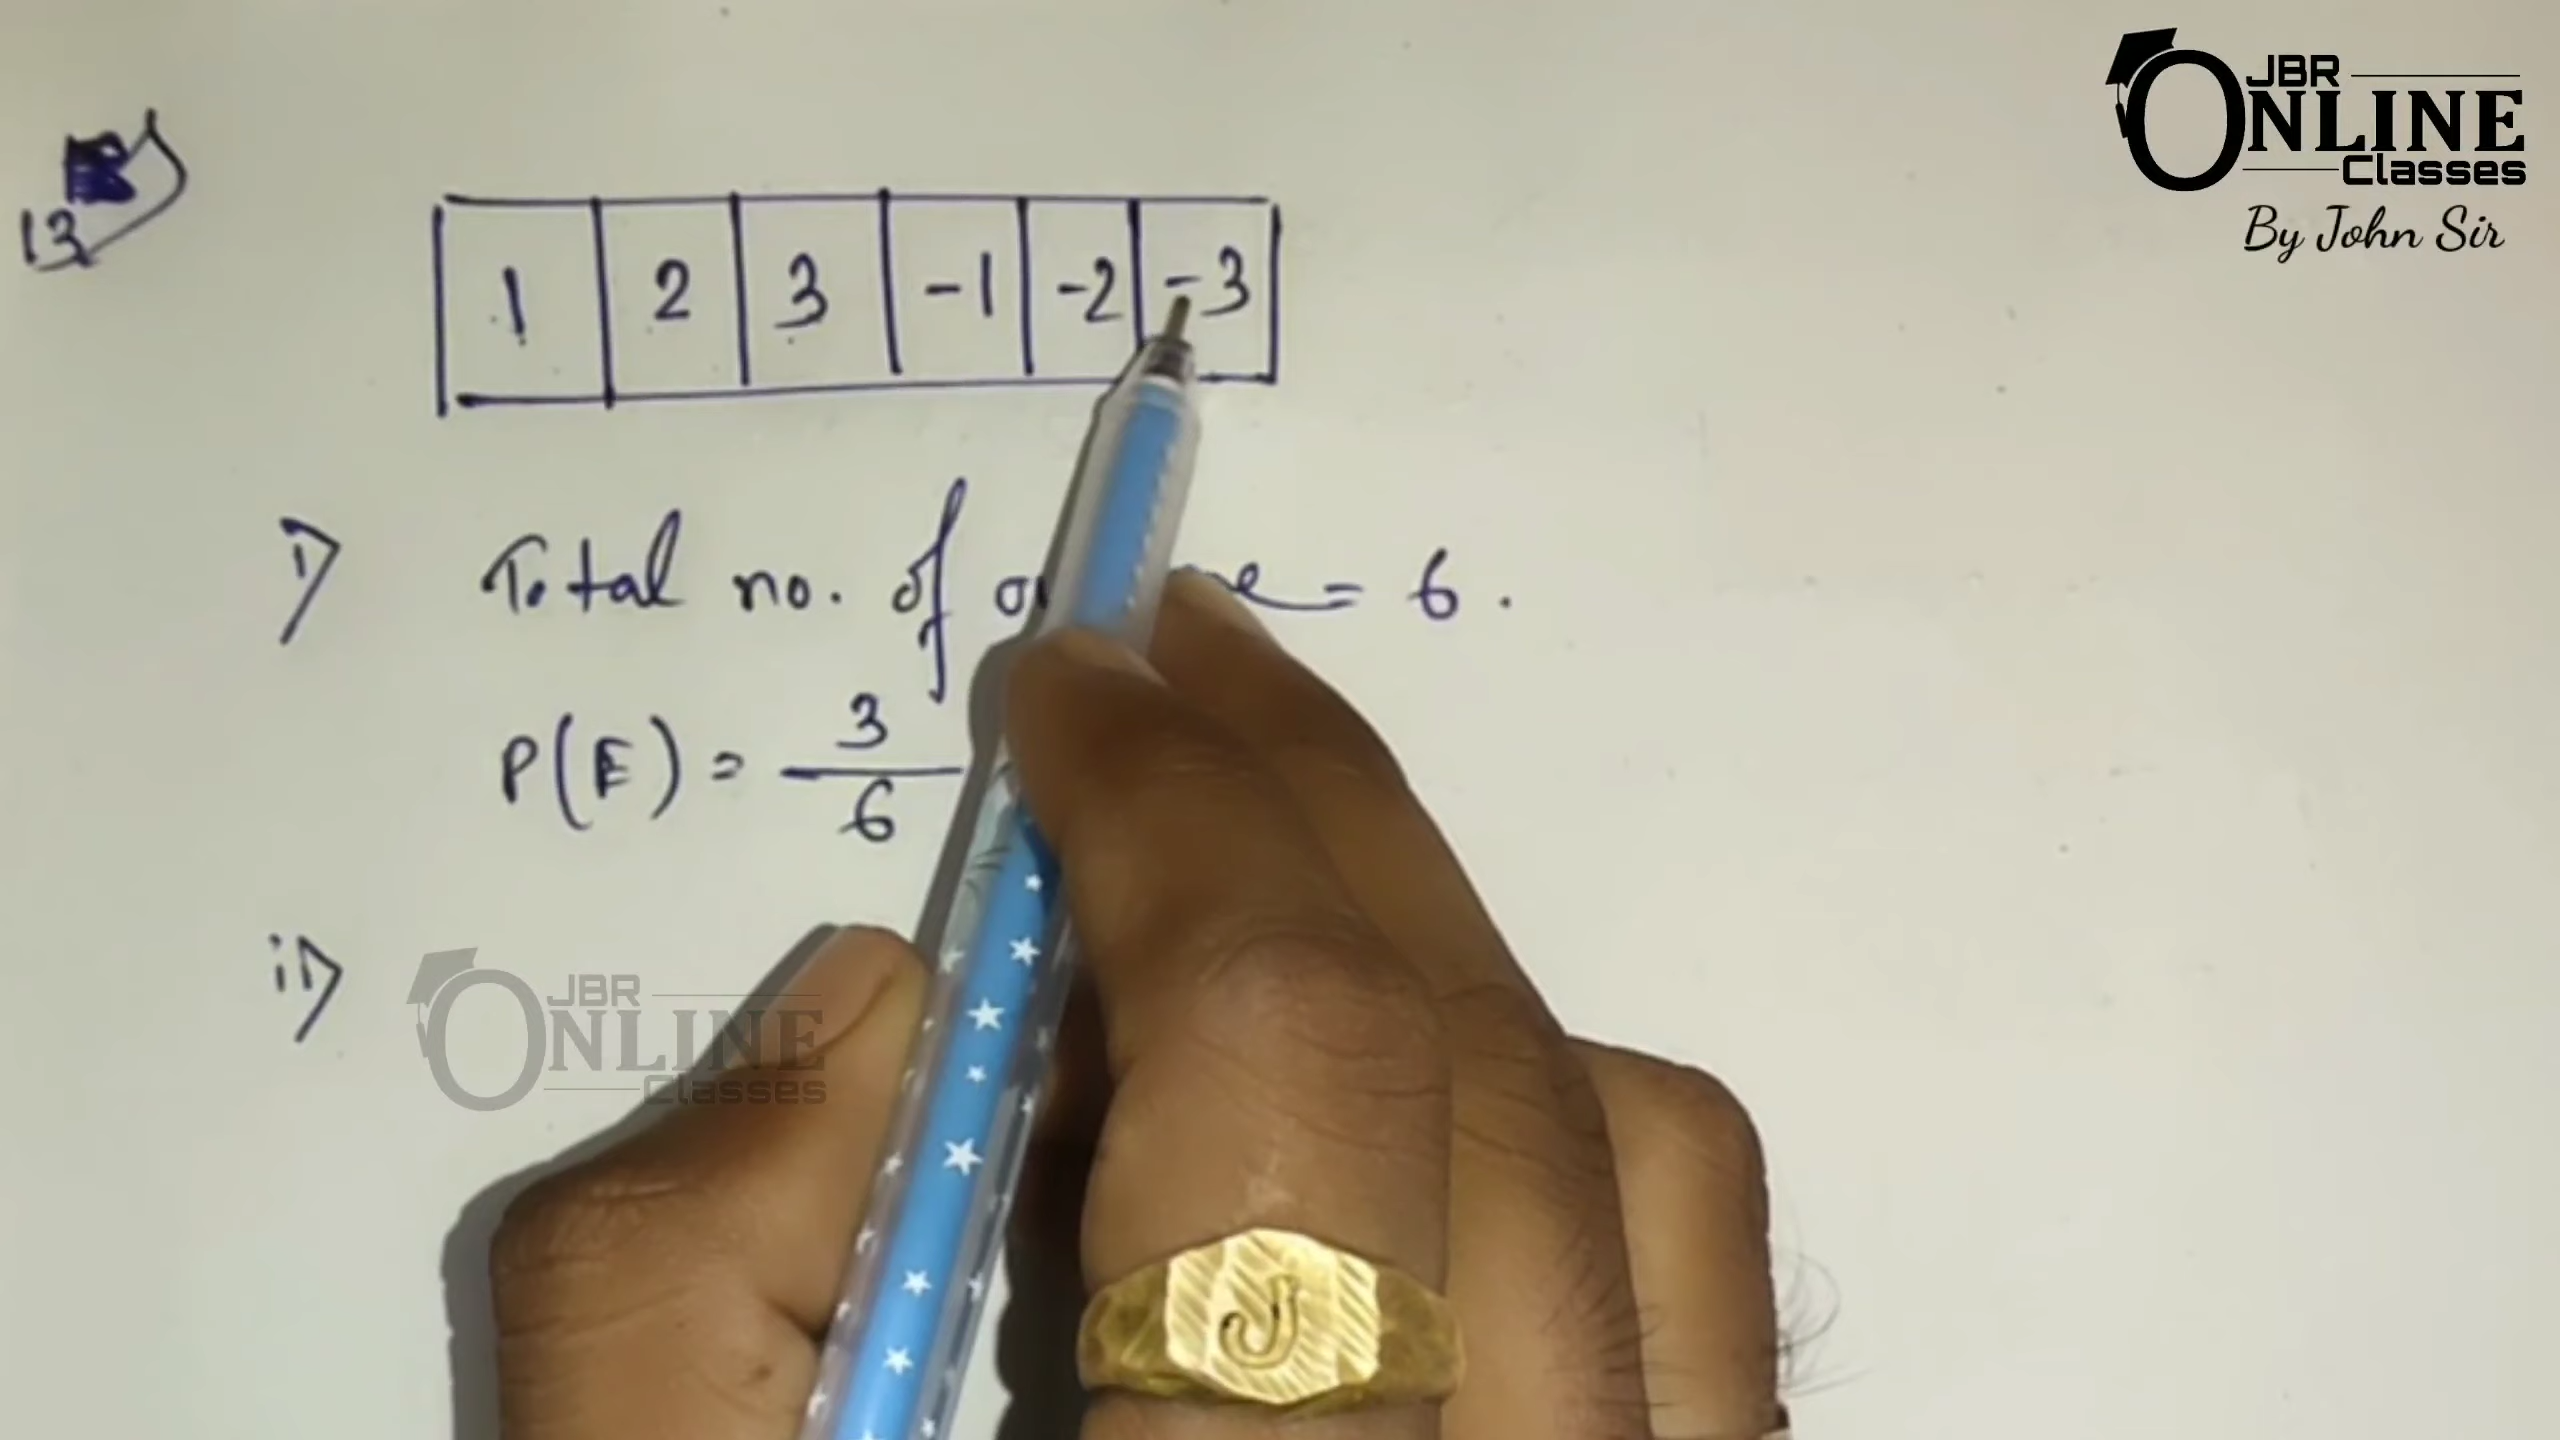 JBR
ONLINE
Classes
By John Sir
13
1 2 3 -1 -2 -3
i) Total no. of = 6.
P(E) = 3/6
ii)
JBR
ONLINE
Classes
J